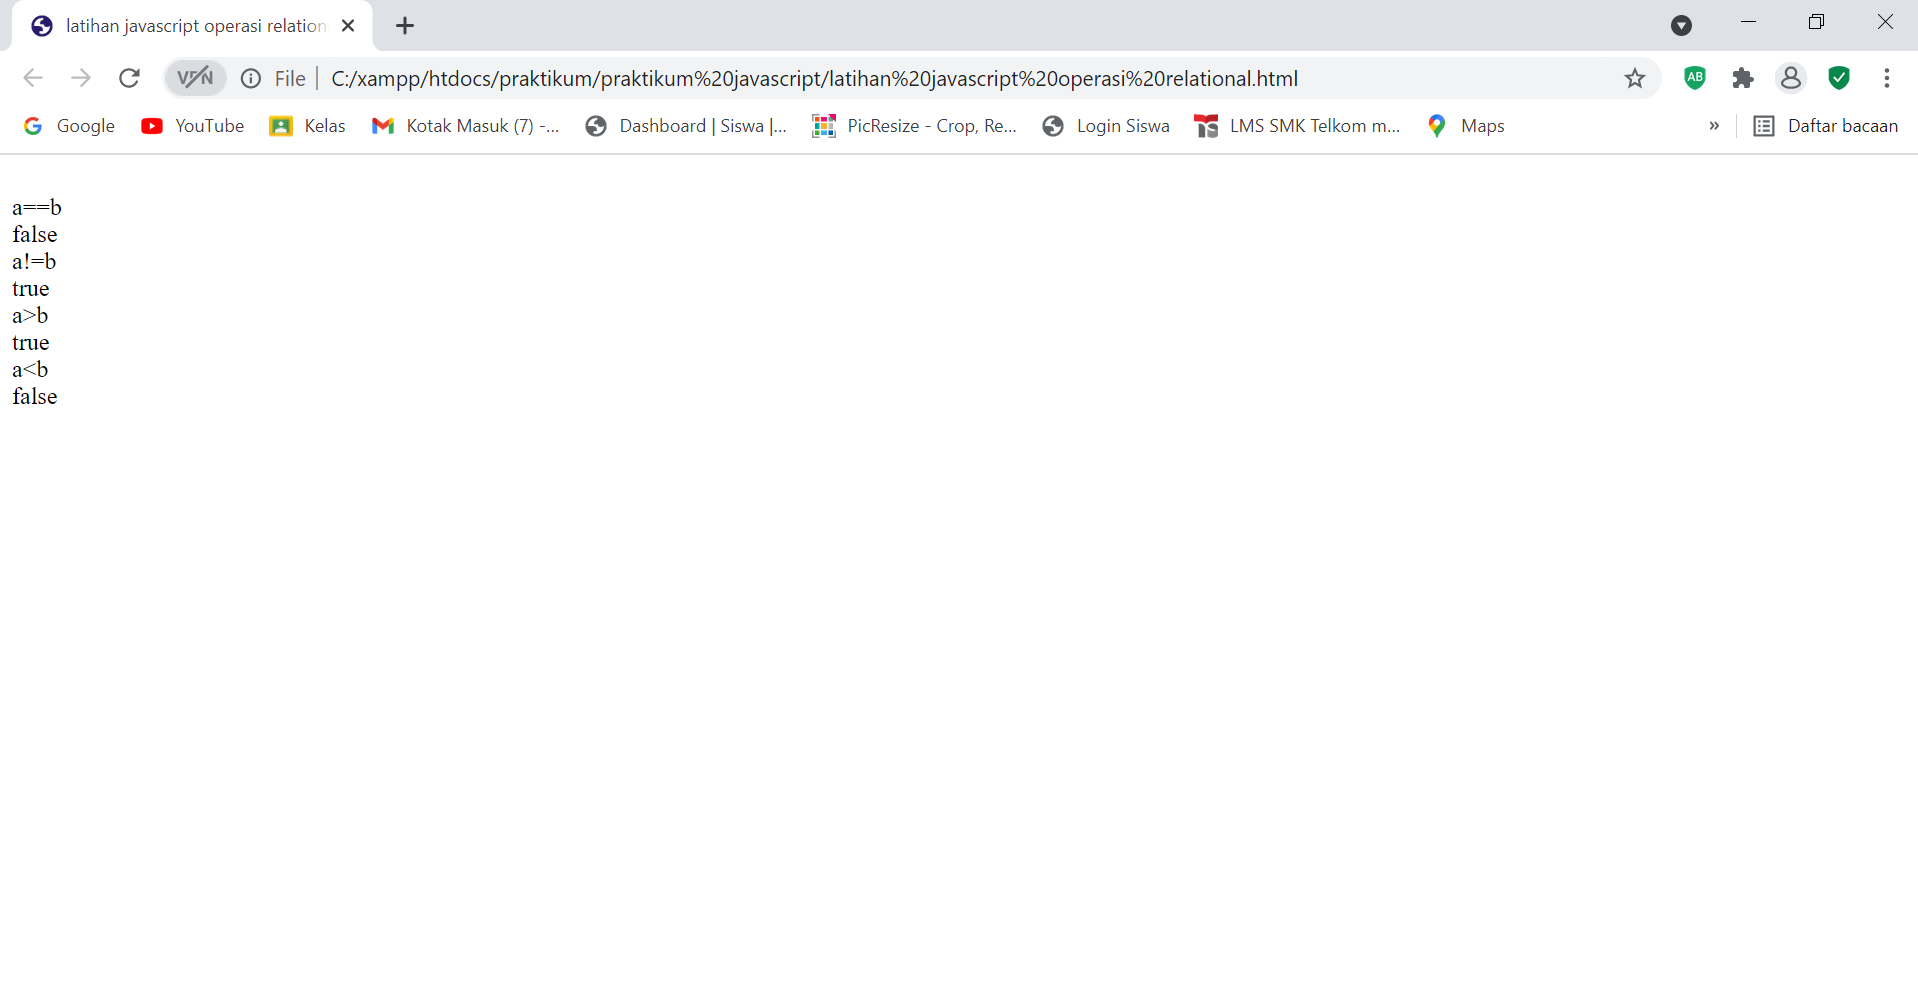 latihan javascript operasi relation
VPN File C:/xampp/htdocs/praktikum/praktikum%20javascript/latihan%20javascript%20operasi%20relational.html AB
Google YouTube Kelas Kotak Masuk (7) -... Dashboard | Siswa |... PicResize - Crop, Re... Login Siswa LMS SMK Telkom m... Maps » Daftar bacaan
a==b
false
a!=b
true
a>b
true
a<b
false